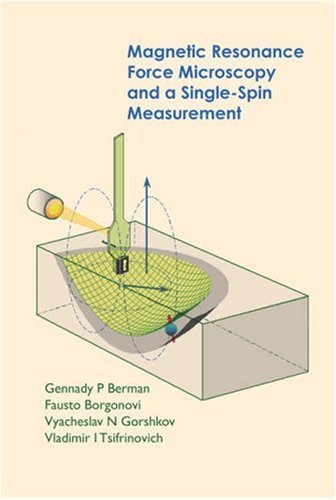 Magnetic Resonance
Force Microscopy
and a Single-Spin
Measurement
Gennady P Berman
Fausto Borgonovi
Vyacheslav N Gorshkov
Vladimir I Tsifrinovich